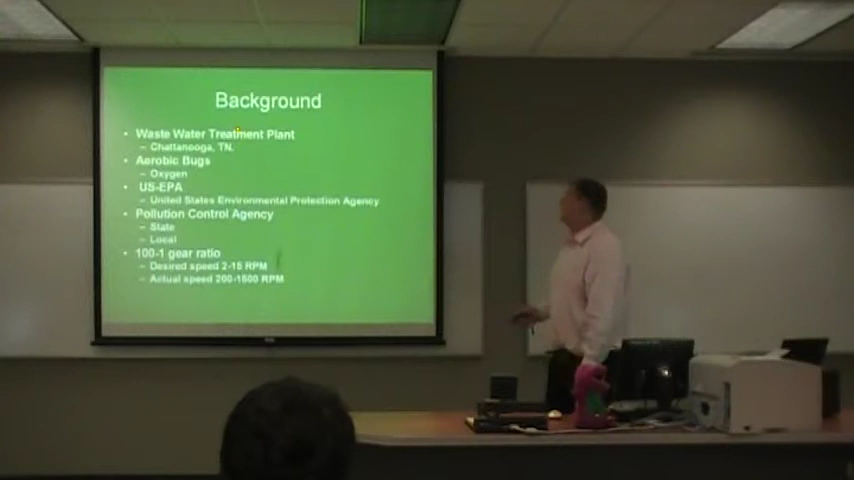 Background
• Waste Water Treatment Plant
– Chattanooga, TN.
• Aerobic Bugs
– Oxygen
• US-EPA
– United States Environmental Protection Agency
• Pollution Control Agency
– State
– Local
• 100-1 gear ratio
– Desired speed 2-15 RPM
– Actual speed 200-1500 RPM